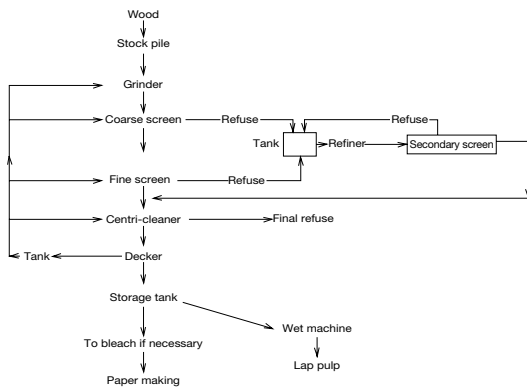 Wood
Stock pile
Grinder
Coarse screen
Refuse
Refuse
Tank
Refiner
Secondary screen
Fine screen
Refuse
Centri-cleaner
Final refuse
Tank
Decker
Storage tank
Wet machine
To bleach if necessary
Lap pulp
Paper making